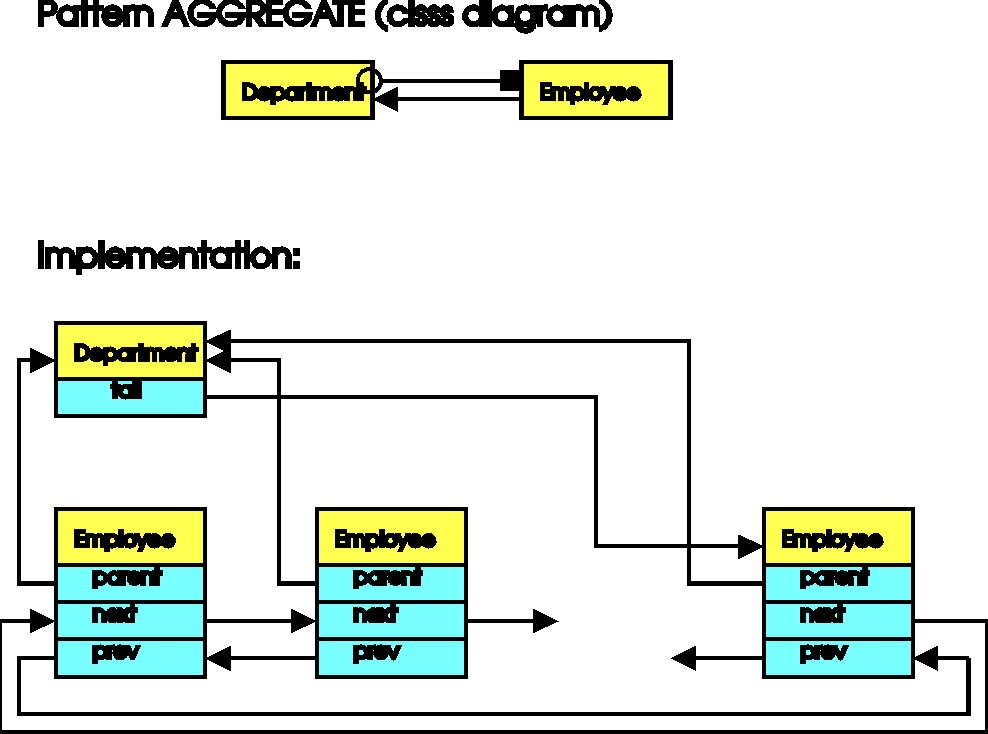 Pattern AGGREGATE (clsss diagram)
Department
Employee
Implementation:
Department
tail
Employee
parent
next
prev
Employee
parent
next
prev
Employee
parent
next
prev